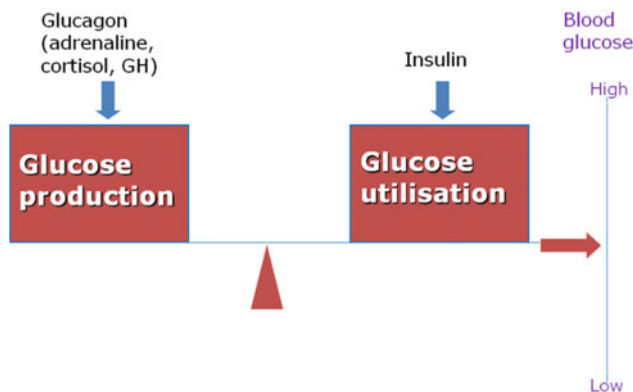 Glucagon
(adrenaline,
cortisol, GH)
Insulin
Blood
glucose
High
Glucose
production
Glucose
utilisation
Low